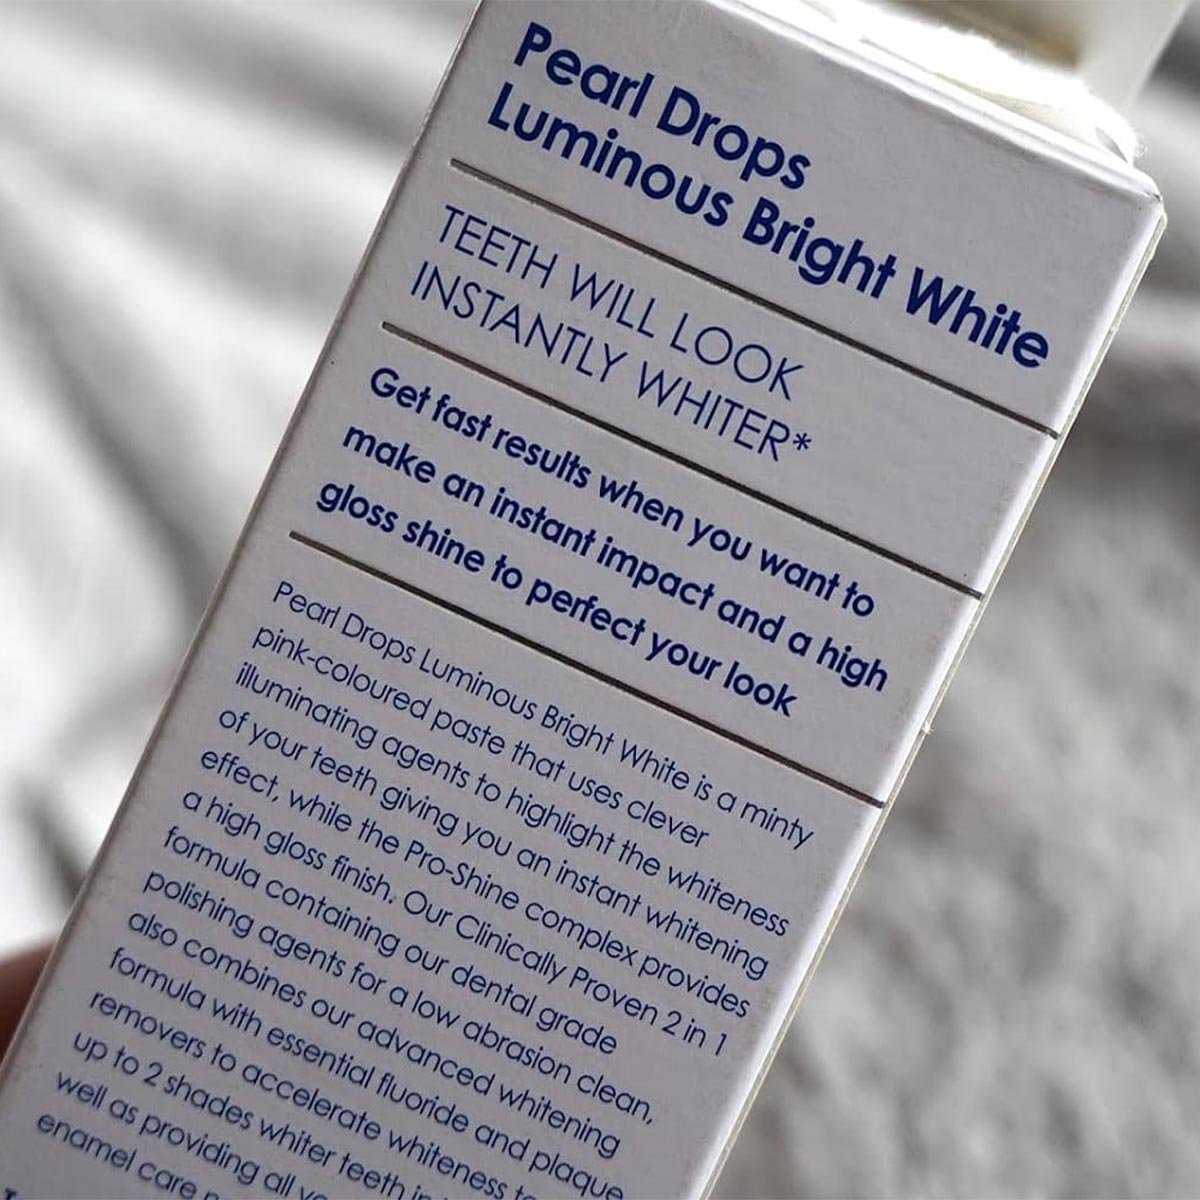 Pearl Drops
Luminous Bright White
TEETH WILL LOOK
INSTANTLY WHITER*
Get fast results when you want to
make an instant impact and a high
gloss shine to perfect your look
Pearl Drops Luminous Bright White is a minty
pink-coloured paste that uses clever
illuminating agents to highlight the whiteness
of your teeth giving you an instant whitening
effect, while the Pro-Shine complex provides
a high gloss finish. Our Clinically Proven 2 in 1
formula containing our dental grade
polishing agents for a low abrasion clean,
also combines our advanced whitening
formula with essential fluoride and plaque
removers to accelerate whiteness
up to 2 shades whiter teeth
well as providing all
enamel care